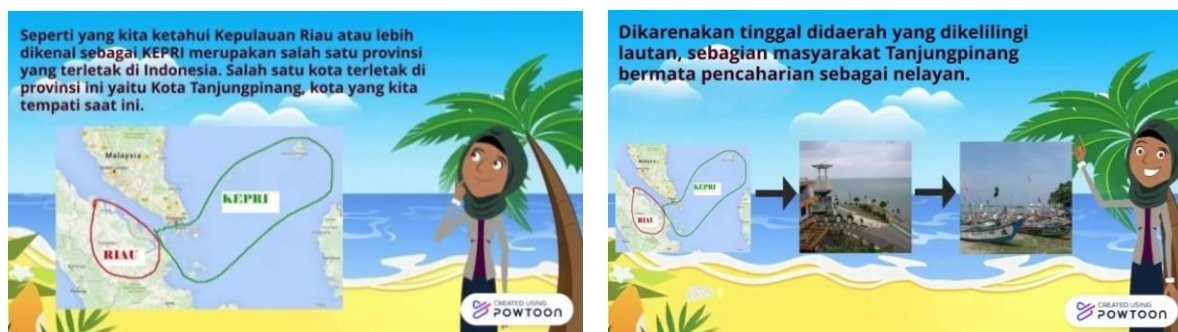 Seperti yang kita ketahui Kepulauan Riau atau lebih
dikenal sebagai KEPRI merupakan salah satu provinsi
yang terletak di Indonesia. Salah satu kota terletak di
provinsi ini yaitu Kota Tanjungpinang, kota yang kita
tempati saat ini.
Malaysia
KEPRI
RIAU
CREATED USING
POWTOON
Dikarenakan tinggal didaerah yang dikelilingi
lautan, sebagian masyarakat Tanjungpinang
bermata pencaharian sebagai nelayan.
KEPRI
RIAU
CREATED USING
POWTOON